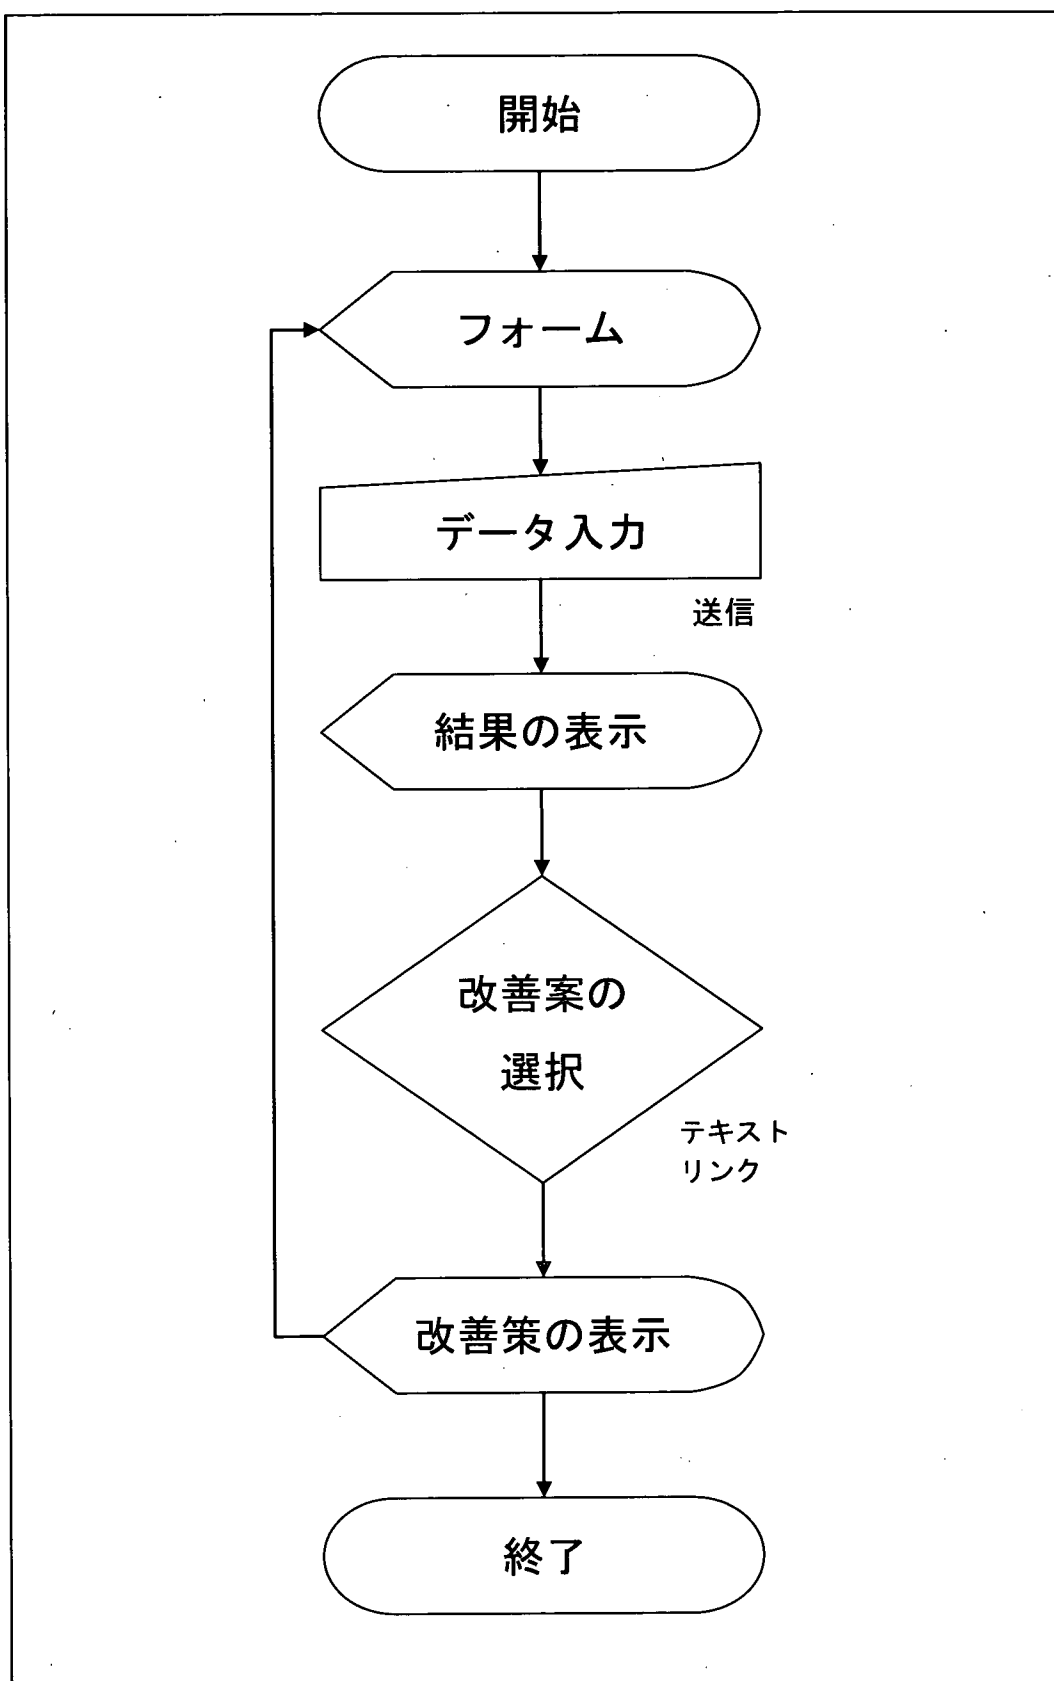 開始
フォーム
データ入力
送信
結果の表示
改善案の
選択
テキスト
リンク
改善策の表示
終了